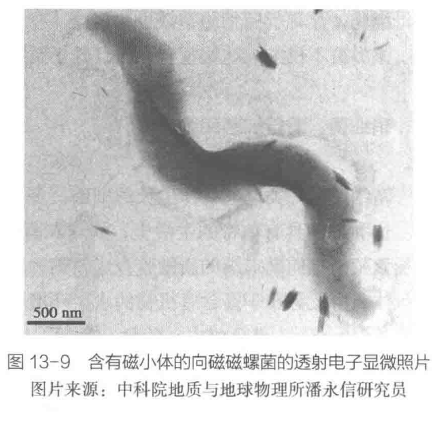 500 nm
图 13-9 含有磁小体的向磁磁螺菌的透射电子显微照片
图片来源：中科院地质与地球物理所潘永信研究员